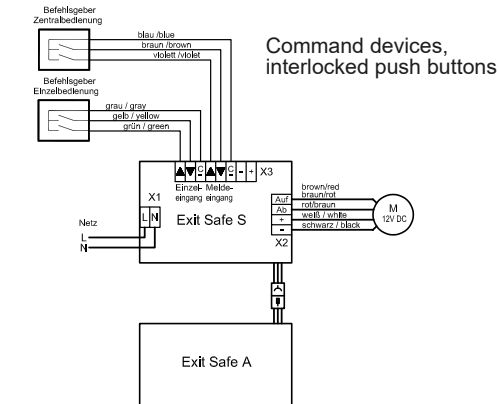 Befehlsgeber
Zentralbedienung
blau /blue
braun /brown
violett /violet
Command devices,
interlocked push buttons
Befehlsgeber
Einzelbedienung
grau / gray
gelb / yellow
grün / green
C
C
- +
X3
Einzel- Melde-
eingang eingang
X1
L N
Exit Safe S
Netz
L
N
Auf
Ab
+
-
X2
brown/red
braun/rot
rot/braun
weiß / white
schwarz / black
M
12V DC
Exit Safe A